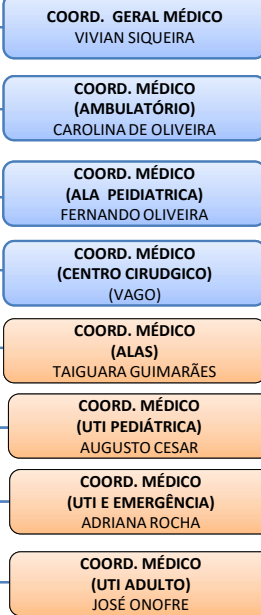 COORD. GERAL MÉDICO
VIVIAN SIQUEIRA
COORD. MÉDICO
(AMBULATÓRIO)
CAROLINA DE OLIVEIRA
COORD. MÉDICO
(ALA PEIDIATRICA)
FERNANDO OLIVEIRA
COORD. MÉDICO
(CENTRO CIRUDGICO)
(VAGO)
COORD. MÉDICO
(ALAS)
TAIGUARA GUIMARÃES
COORD. MÉDICO
(UTI PEDIÁTRICA)
AUGUSTO CESAR
COORD. MÉDICO
(UTI E EMERGÊNCIA)
ADRIANA ROCHA
COORD. MÉDICO
(UTI ADULTO)
JOSÉ ONOFRE